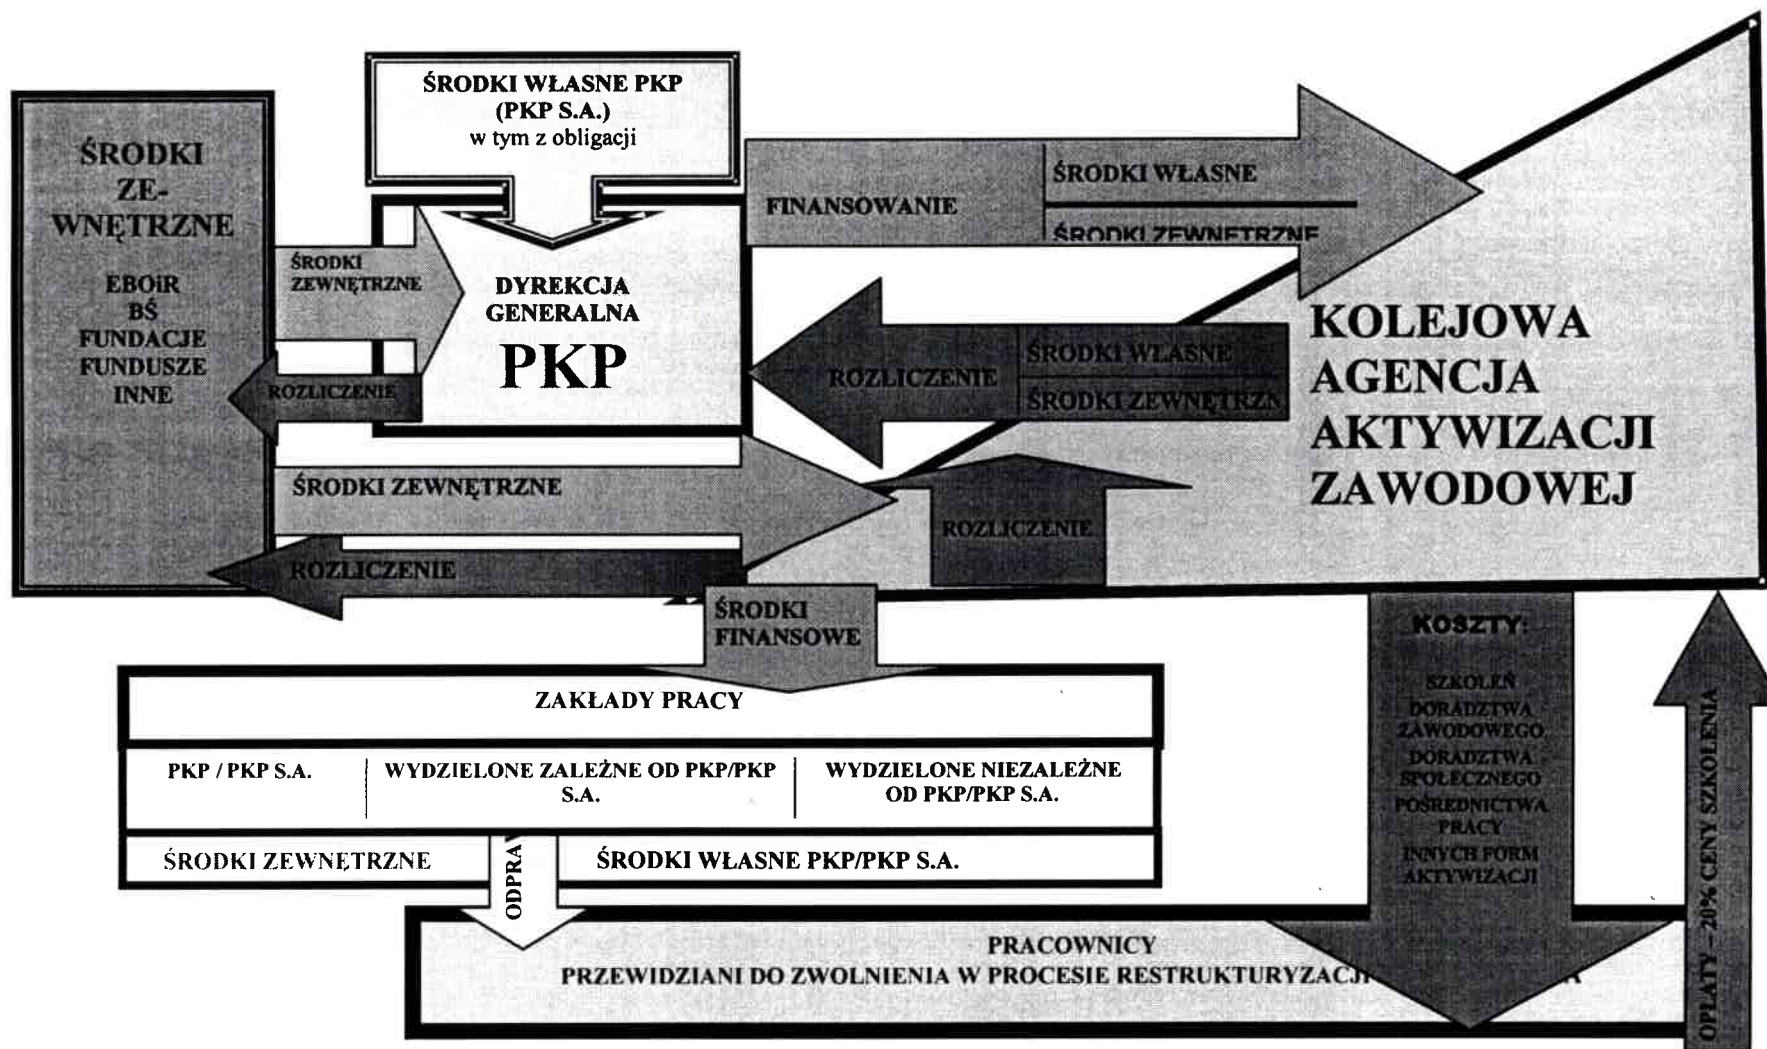 ŚRODKI
ZE-
WNĘTRZNE
EBOiR
BŚ
FUNDACJE
FUNDUSZE
INNE
ŚRODKI WŁASNE PKP
(PKP S.A.)
w tym z obligacji
ŚRODKI
ZEWNĘTRZNE
ROZLICZENIE
DYREKCJA
GENERALNA
PKP
FINANSOWANIE
ŚRODKI WŁASNE
ŚRODKI ZEWNĘTRZNE
ROZLICZENIE
ŚRODKI WŁASNE
ŚRODKI ZEWNĘTRZN
KOLEJOWA
AGENCJA
AKTYWIZACJI
ZAWODOWEJ
ŚRODKI ZEWNĘTRZNE
ROZLICZENIE
ROZLICZENIE
ŚRODKI
FINANSOWE
ZAKŁADY PRACY
PKP / PKP S.A.
WYDZIELONE ZALEŻNE OD PKP/PKP
S.A.
WYDZIELONE NIEZALEŻNE
OD PKP/PKP S.A.
ŚRODKI ZEWNĘTRZNE
ODPRAW
ŚRODKI WŁASNE PKP/PKP S.A.
KOSZTY:
SZKOLEŃ
DORADZTWA
ZAWODOWEGO
DORADZTWA
SPOŁECZNEGO
POŚREDNICTWA
PRACY
INNYCH FORM
AKTYWIZACJI
OPŁATY – 20% CENY SZKOLENIA
PRACOWNICY
PRZEWIDZIANI DO ZWOLNIENIA W PROCESIE RESTRUKTURYZACJI